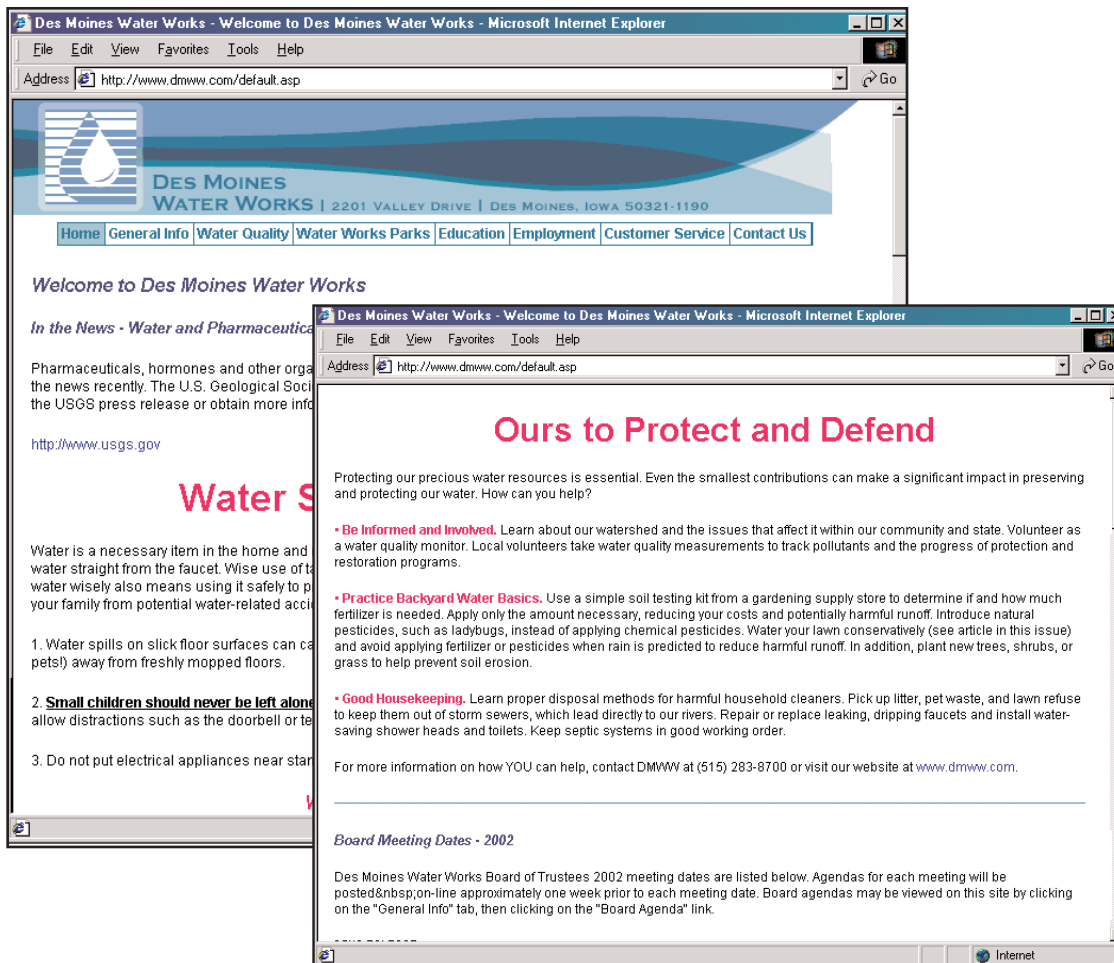 Des Moines Water Works - Welcome to Des Moines Water Works - Microsoft Internet Explorer
File Edit View Favorites Tools Help
Address http://www.dmww.com/default.asp Go
DES MOINES
WATER WORKS | 2201 VALLEY DRIVE | DES MOINES, IOWA 50321-1190
Home General Info Water Quality Water Works Parks Education Employment Customer Service Contact Us
Welcome to Des Moines Water Works
In the News - Water and
Pharmaceuticals, hormones and other
the news recently. The U.S. Geological
the USGS press release or obtain more
http://www.usgs.gov
Water
Water is a necessary item in the home and
water straight from the faucet. Wise use of
water wisely also means using it safely to
your family from potential water-related
1. Water spills on slick floor surfaces can
pets!) away from freshly mopped floors.
2. Small children should never be left alone
allow distractions such as the doorbell or
3. Do not put electrical appliances near
Des Moines Water Works - Welcome to Des Moines Water Works - Microsoft Internet Explorer
File Edit View Favorites Tools Help
Address http://www.dmww.com/default.asp Go
Ours to Protect and Defend
Protecting our precious water resources is essential. Even the smallest contributions can make a significant impact in preserving
and protecting our water. How can you help?
• Be Informed and Involved. Learn about our watershed and the issues that affect it within our community and state. Volunteer as
a water quality monitor. Local volunteers take water quality measurements to track pollutants and the progress of protection and
restoration programs.
• Practice Backyard Water Basics. Use a simple soil testing kit from a gardening supply store to determine if and how much
fertilizer is needed. Apply only the amount necessary, reducing your costs and potentially harmful runoff. Introduce natural
pesticides, such as ladybugs, instead of applying chemical pesticides. Water your lawn conservatively (see article in this issue)
and avoid applying fertilizer or pesticides when rain is predicted to reduce harmful runoff. In addition, plant new trees, shrubs, or
grass to help prevent soil erosion.
• Good Housekeeping. Learn proper disposal methods for harmful household cleaners. Pick up litter, pet waste, and lawn refuse
to keep them out of storm sewers, which lead directly to our rivers. Repair or replace leaking, dripping faucets and install water-
saving shower heads and toilets. Keep septic systems in good working order.
For more information on how YOU can help, contact DMWW at (515) 283-8700 or visit our website at www.dmww.com.
Board Meeting Dates - 2002
Des Moines Water Works Board of Trustees 2002 meeting dates are listed below. Agendas for each meeting will be
posted&nbsp;on-line approximately one week prior to each meeting date. Board agendas may be viewed on this site by clicking
on the "General Info" tab, then clicking on the "Board Agenda" link.
Internet